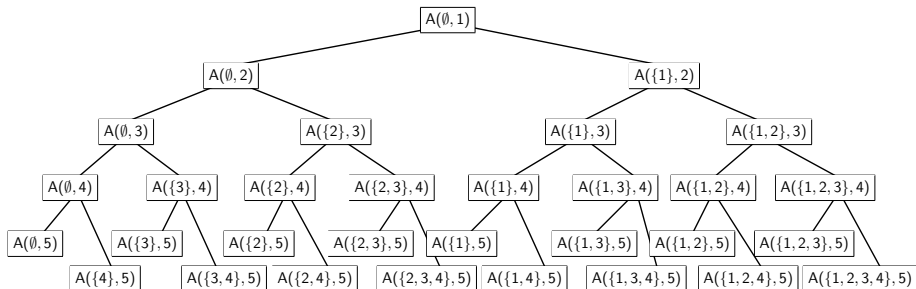 A(∅, 1)
A(∅, 2) A({1}, 2)
A(∅, 3) A({2}, 3) A({1}, 3) A({1, 2}, 3)
A(∅, 4) A({3}, 4) A({2}, 4) A({2, 3}, 4) A({1}, 4) A({1, 3}, 4) A({1, 2}, 4) A({1, 2, 3}, 4)
A(∅, 5) A({3}, 5) A({2}, 5) A({2, 3}, 5) A({1}, 5) A({1, 3}, 5) A({1, 2}, 5) A({1, 2, 3}, 5)
A({4}, 5) A({3, 4}, 5) A({2, 4}, 5) A({2, 3, 4}, 5) A({1, 4}, 5) A({1, 3, 4}, 5) A({1, 2, 4}, 5) A({1, 2, 3, 4}, 5)